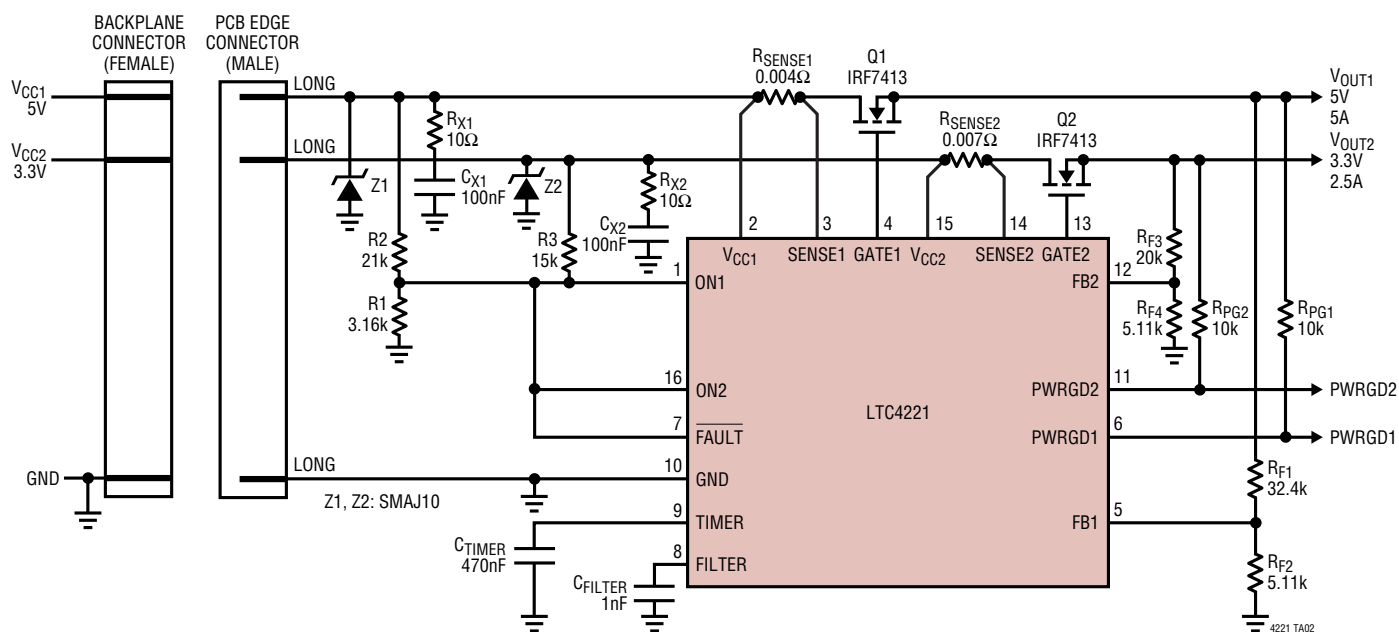 BACKPLANE
CONNECTOR
(FEMALE)
PCB EDGE
CONNECTOR
(MALE)
VCC1
5V
VCC2
3.3V
GND
LONG
LONG
LONG
Z1
Z2
RX1
10Ω
CX1
100nF
RX2
10Ω
CX2
100nF
R2
21k
R1
3.16k
R3
15k
RSENSE1
0.004Ω
Q1
IRF7413
RSENSE2
0.007Ω
Q2
IRF7413
VOUT1
5V
5A
VOUT2
3.3V
2.5A
2
3
4
15
14
13
VCC1
SENSE1
GATE1
VCC2
SENSE2
GATE2
1
ON1
16
ON2
7
FAULT
10
GND
9
TIMER
8
FILTER
LTC4221
12
FB2
11
PWRGD2
6
PWRGD1
5
FB1
RF3
20k
RF4
5.11k
RPG2
10k
RPG1
10k
PWRGD2
PWRGD1
RF1
32.4k
RF2
5.11k
Z1, Z2: SMAJ10
CTIMER
470nF
CFILTER
1nF
4221 TA02